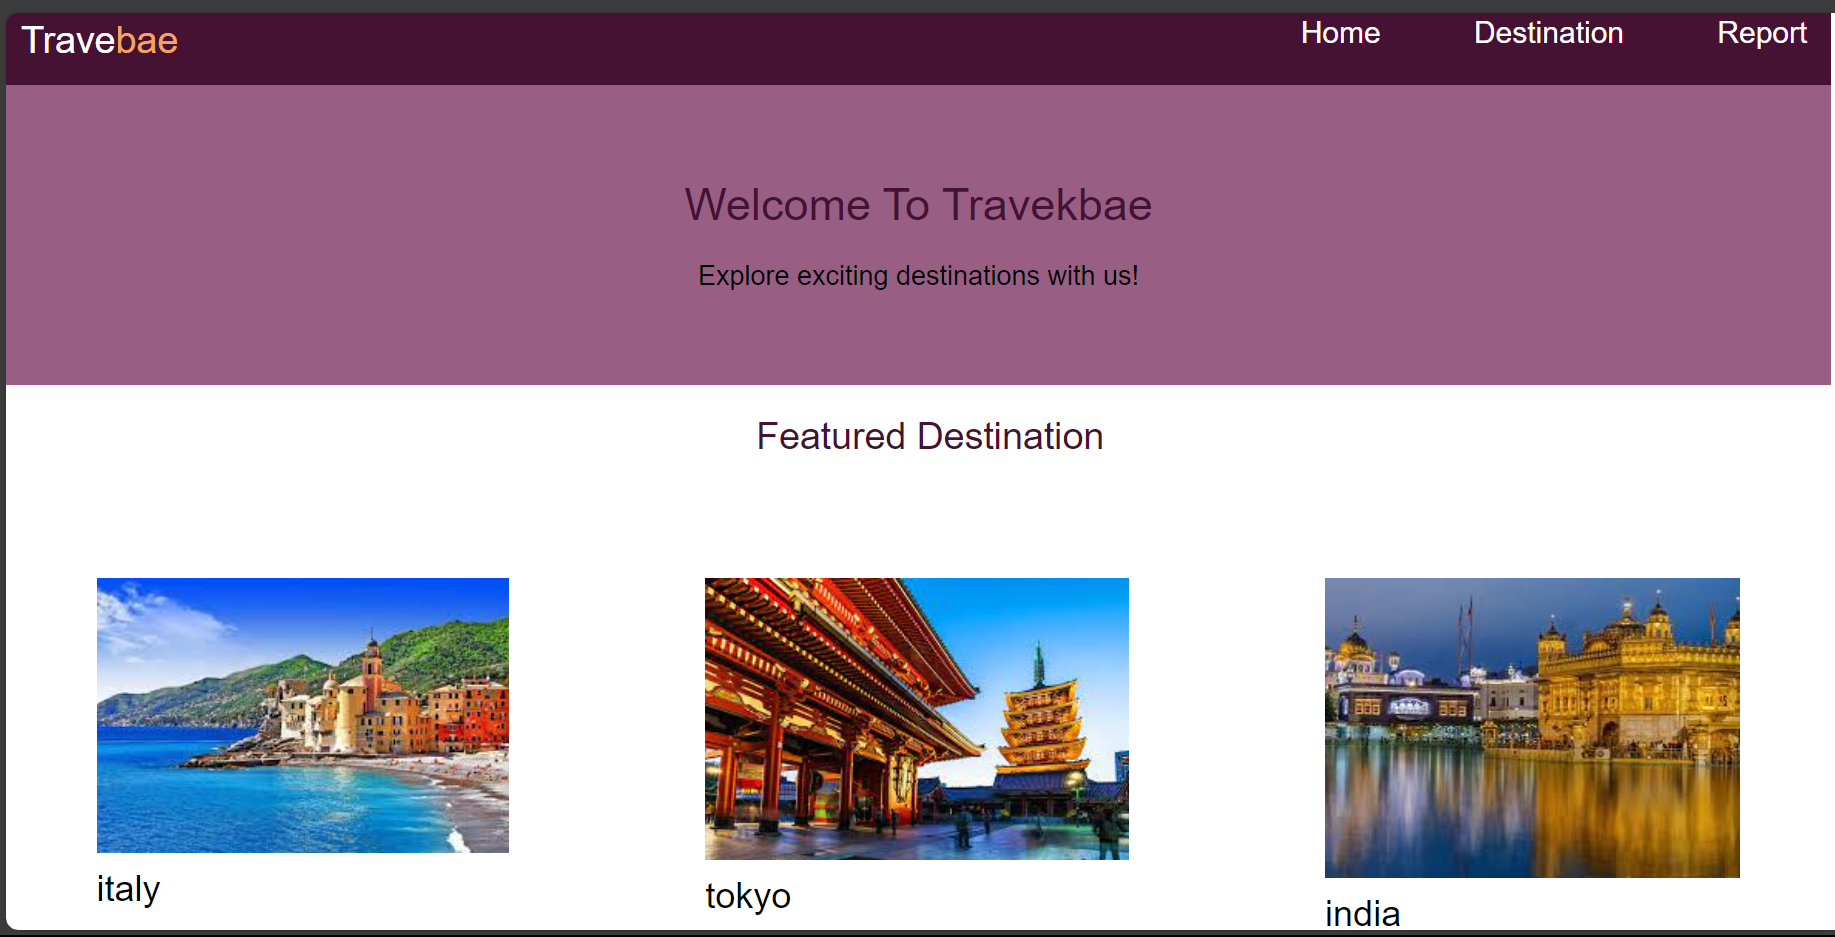 Travebae
Home Destination Report
Welcome To Travekbae
Explore exciting destinations with us!
Featured Destination
italy
tokyo
india